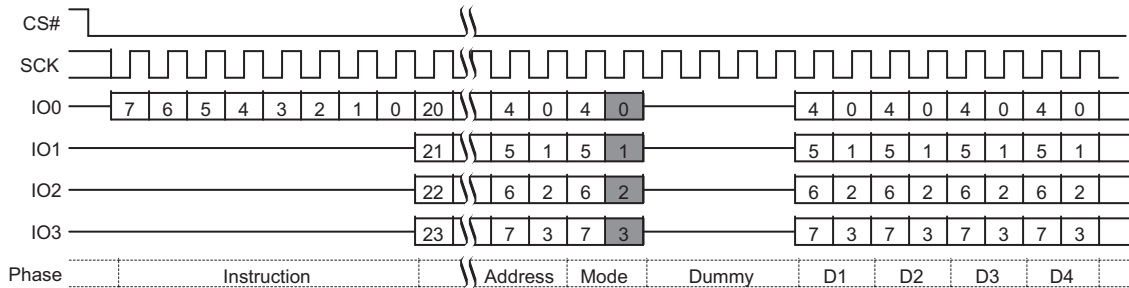 CS#
SCK
IO0 7 6 5 4 3 2 1 0 20 4 0 4 0 4 0 4 0 4 0 4 0
IO1 21 5 1 5 1 5 1 5 1 5 1 5 1
IO2 22 6 2 6 2 6 2 6 2 6 2 6 2
IO3 23 7 3 7 3 7 3 7 3 7 3 7 3
Phase Instruction Address Mode Dummy D1 D2 D3 D4